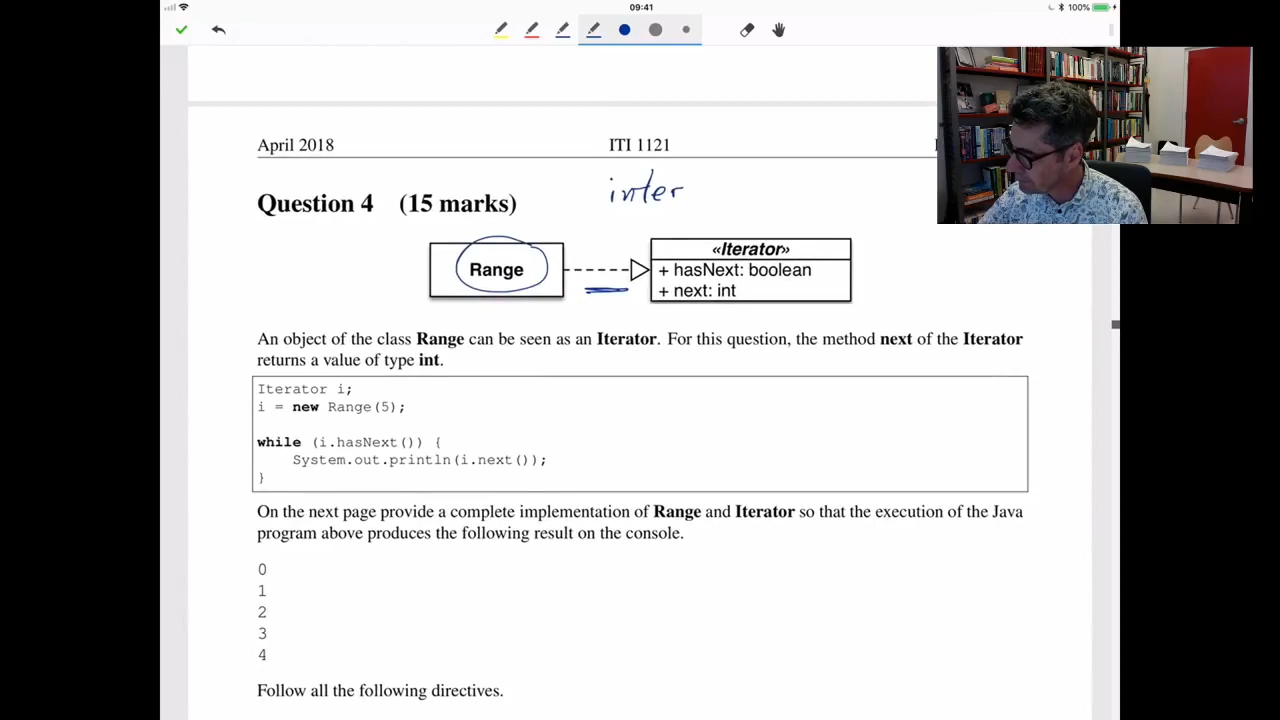 09:41
100%
April 2018 ITI 1121
inter
Question 4 (15 marks)
«Iterator»
Range
+ hasNext: boolean
+ next: int
An object of the class Range can be seen as an Iterator. For this question, the method next of the Iterator
returns a value of type int.
Iterator i;
i = new Range(5);
while (i.hasNext()) {
System.out.println(i.next());
}
On the next page provide a complete implementation of Range and Iterator so that the execution of the Java
program above produces the following result on the console.
0
1
2
3
4
Follow all the following directives.